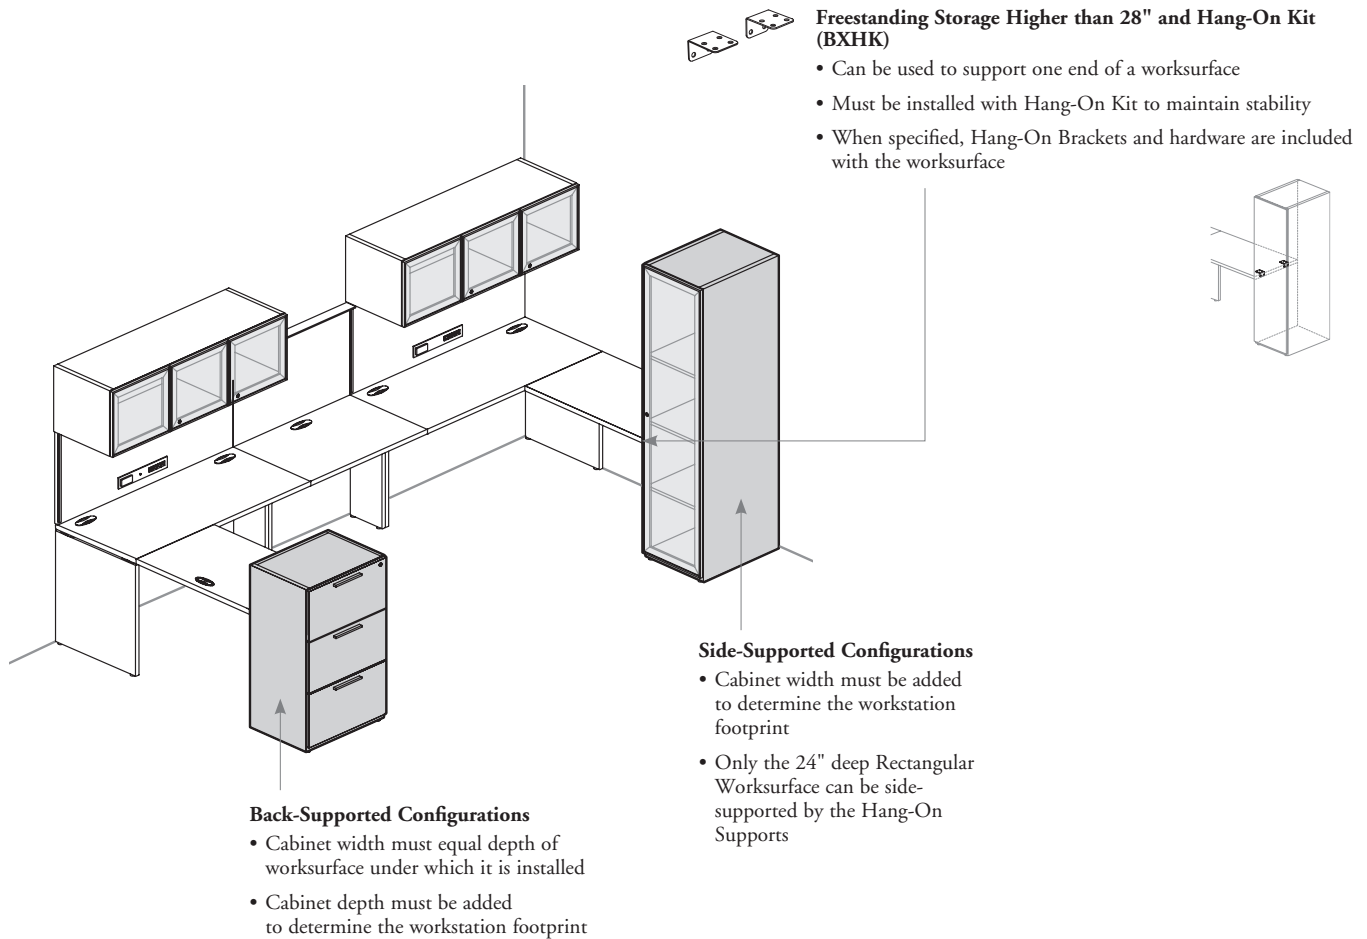 Freestanding Storage Higher than 28" and Hang-On Kit
(BXHK)
• Can be used to support one end of a worksurface
• Must be installed with Hang-On Kit to maintain stability
• When specified, Hang-On Brackets and hardware are included
with the worksurface
Side-Supported Configurations
• Cabinet width must be added
to determine the workstation
footprint
• Only the 24" deep Rectangular
Worksurface can be side-
supported by the Hang-On
Supports
Back-Supported Configurations
• Cabinet width must equal depth of
worksurface under which it is installed
• Cabinet depth must be added
to determine the workstation footprint